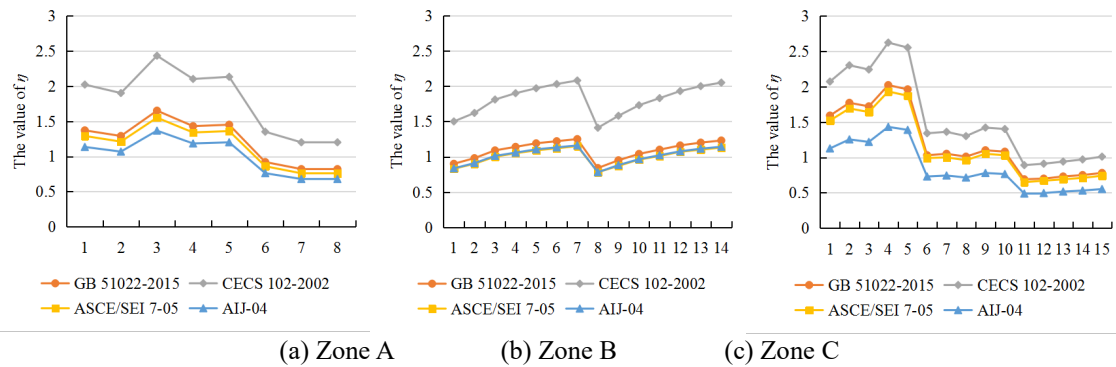 The value of η
3
2.5
2
1.5
1
0.5
0
1 2 3 4 5 6 7 8
GB 51022-2015 CECS 102-2002
ASCE/SEI 7-05 AIJ-04
(a) Zone A
The value of η
3
2.5
2
1.5
1
0.5
0
1 2 3 4 5 6 7 8 9 10 11 12 13 14
GB 51022-2015 CECS 102-2002
ASCE/SEI 7-05 AIJ-04
(b) Zone B
The value of η
3
2.5
2
1.5
1
0.5
0
1 2 3 4 5 6 7 8 9 10 11 12 13 14 15
GB 51022-2015 CECS 102-2002
ASCE/SEI 7-05 AIJ-04
(c) Zone C